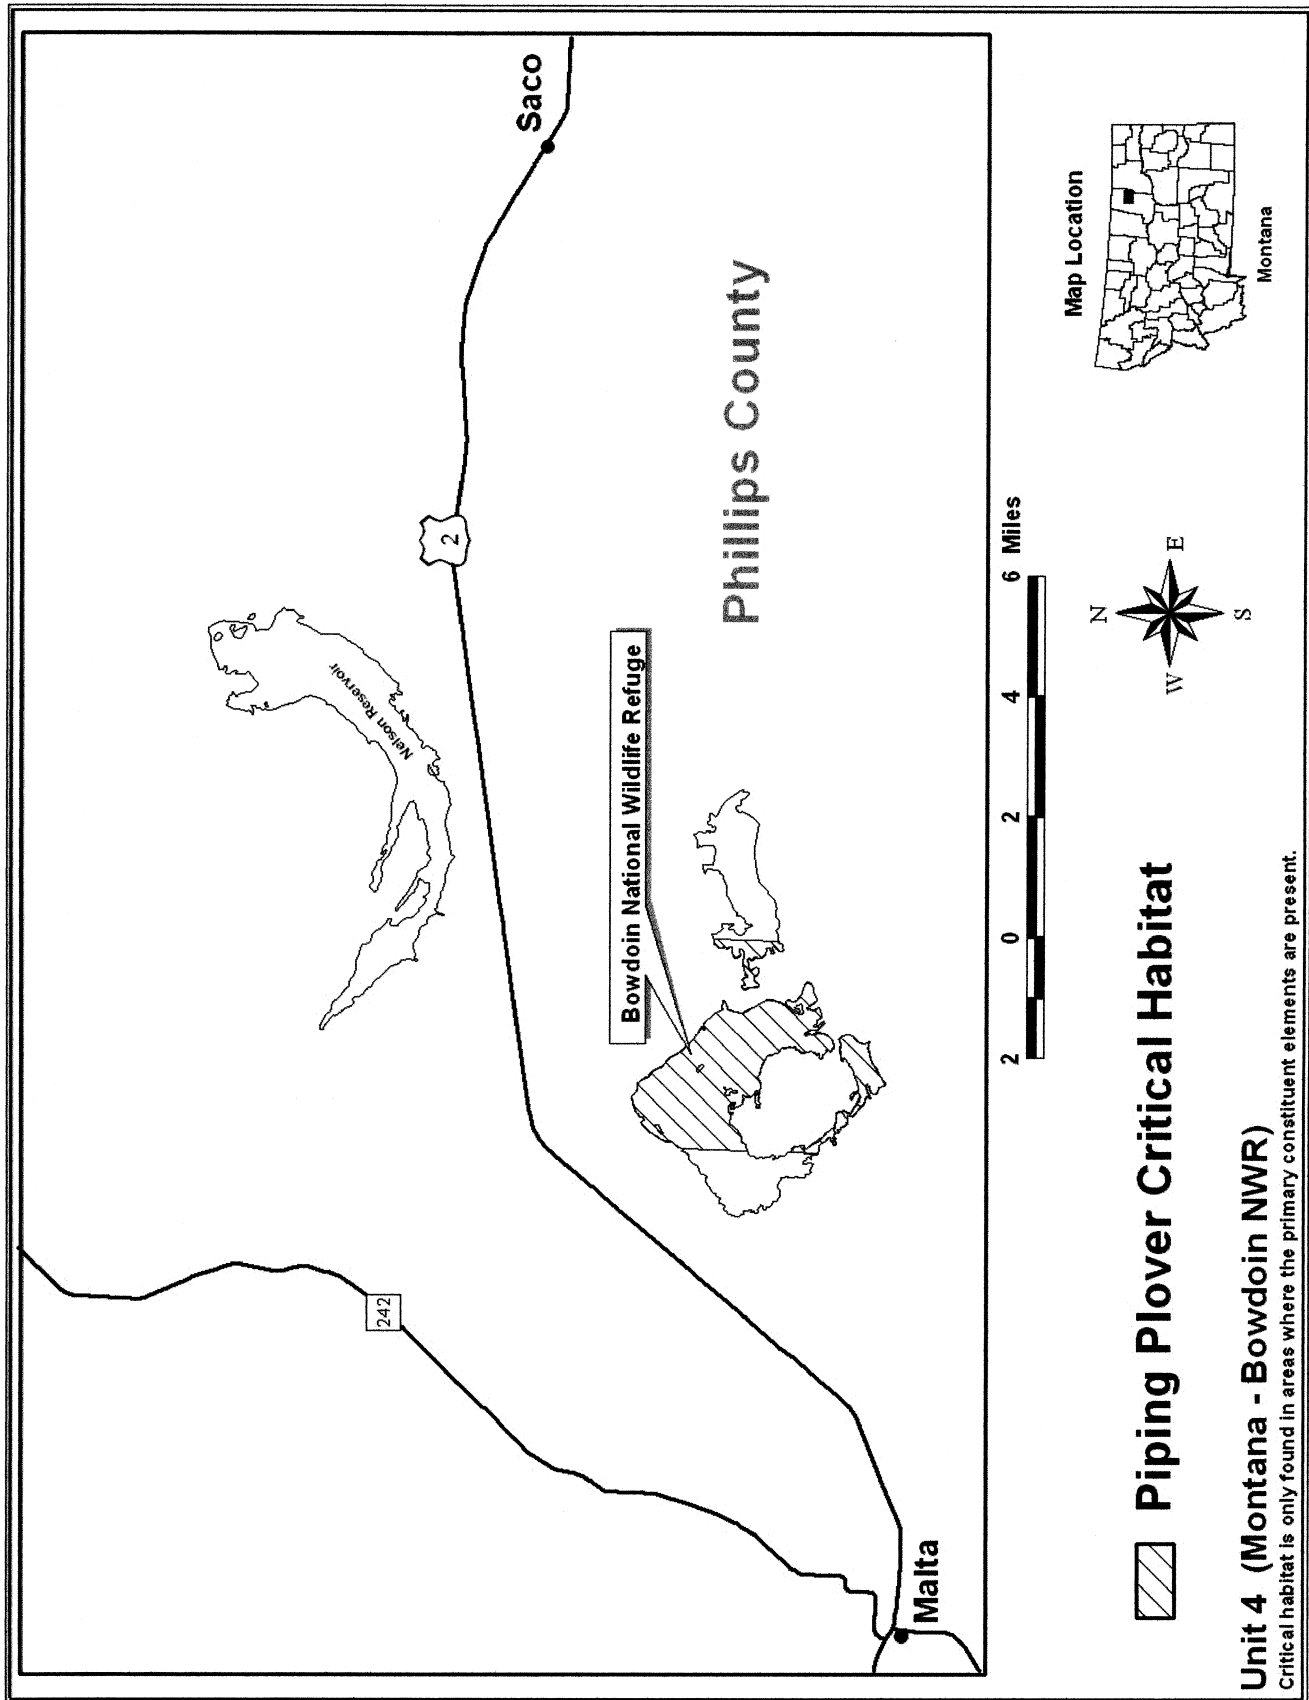 Saco
2
Nelson Reservoir
242
Bowdoin National Wildlife Refuge
Phillips County
Malta
2 0 2 4 6 Miles
Piping Plover Critical Habitat
N
W E
S
Map Location
Montana
Unit 4 (Montana - Bowdoin NWR)
Critical habitat is only found in areas where the primary constituent elements are present.